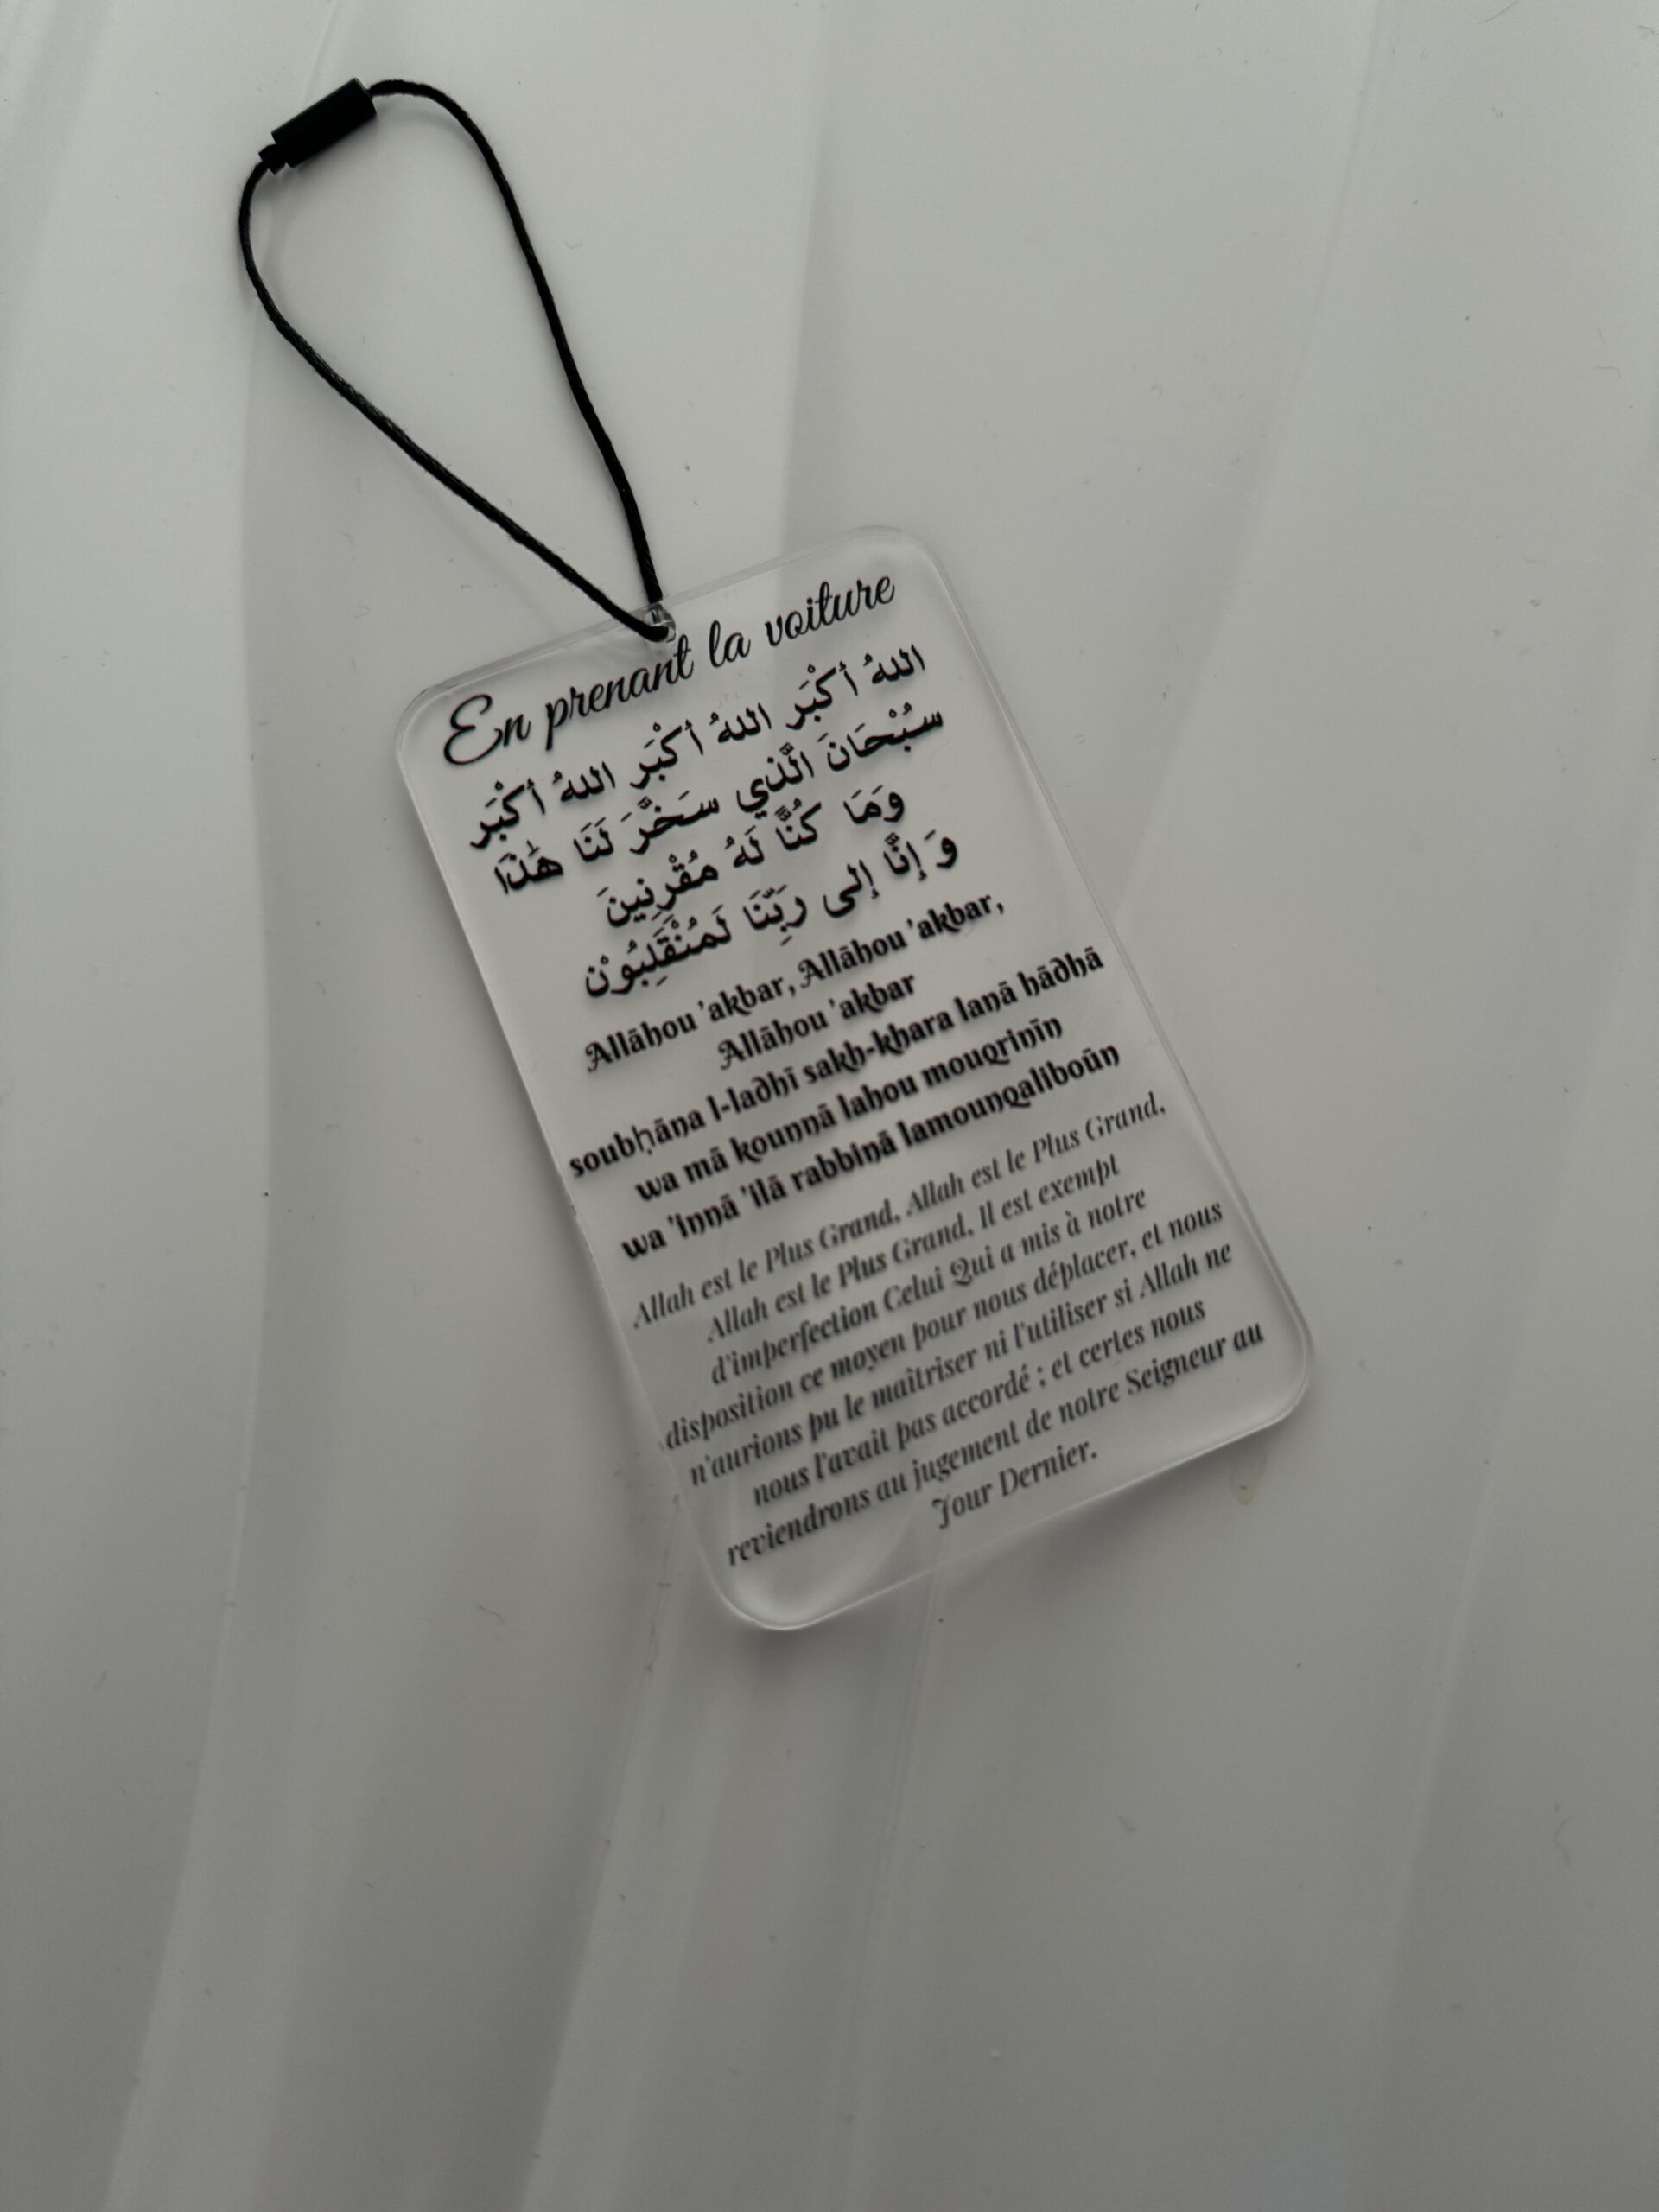 En prenant la voiture
اللهُ أكْبَر اللهُ أكْبَر اللهُ أكْبَر
سُبْحَانَ الَّذِي سَخَّرَ لَنَا هَٰذَا
وَمَا كُنَّا لَهُ مُقْرِنِينَ
وَ إِنَّا إلى رَبِّنَا لَمُنْقَلِبُوْن
Allāhou 'akbar, Allāhou 'akbar,
Allāhou 'akbar
soubḥāna l-ladhī sakh-khara lanā hādhā
wa mā kounnā lahou mouqrinīn
wa 'innā 'ilā rabbinā lamounqaliboūn
Allah est le Plus Grand, Allah est le Plus Grand,
Allah est le Plus Grand, Il est exempt
d'imperfection Celui Qui a mis à notre
disposition ce moyen pour nous déplacer, et nous
n'aurions pu le maîtriser ni l'utiliser si Allah ne
nous l'avait pas accordé ; et certes nous
reviendrons au jugement de notre Seigneur au
Jour Dernier.